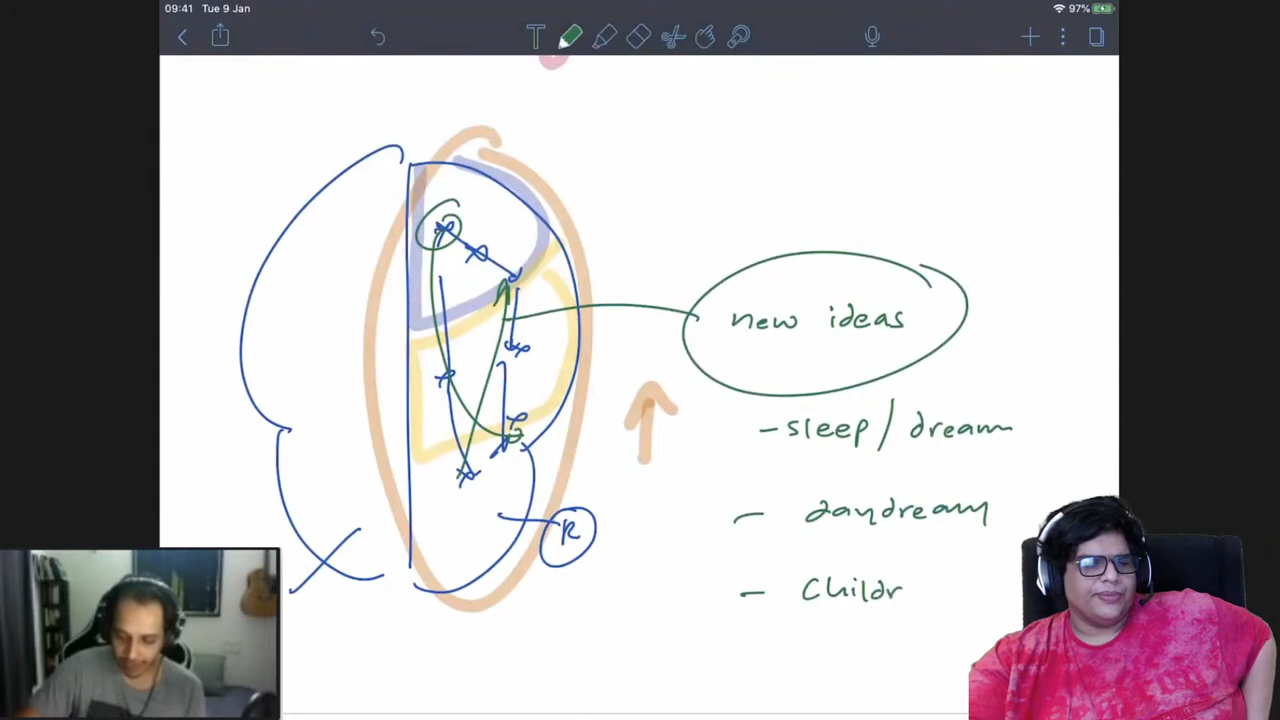 09:41 Tue 9 Jan
97%
T
new ideas
- sleep / dream
- daydream
- Childr
R